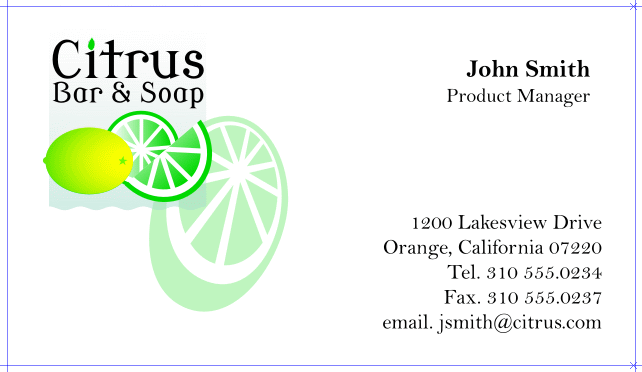 Citrus
Bar & Soap
John Smith
Product Manager
1200 Lakesview Drive
Orange, California 07220
Tel. 310 555.0234
Fax. 310 555.0237
email. jsmith@citrus.com